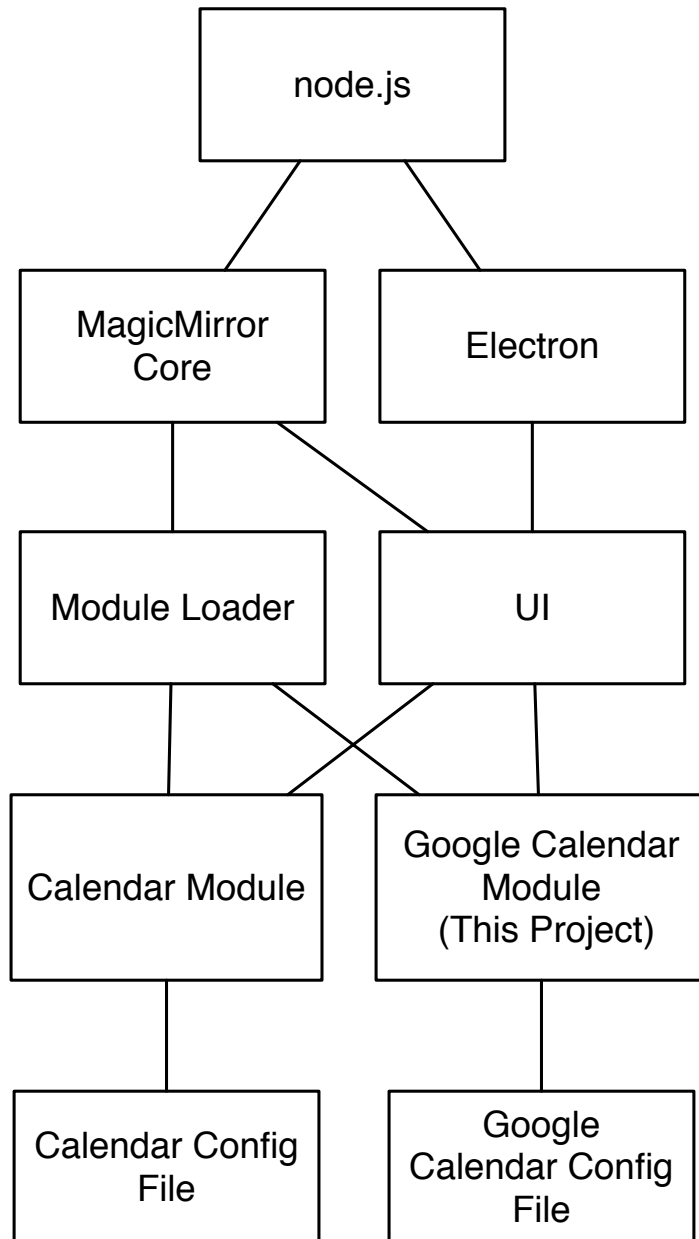 node.js
MagicMirror
Core
Electron
Module Loader
UI
Calendar Module
Google Calendar
Module
(This Project)
Calendar Config
File
Google
Calendar Config
File